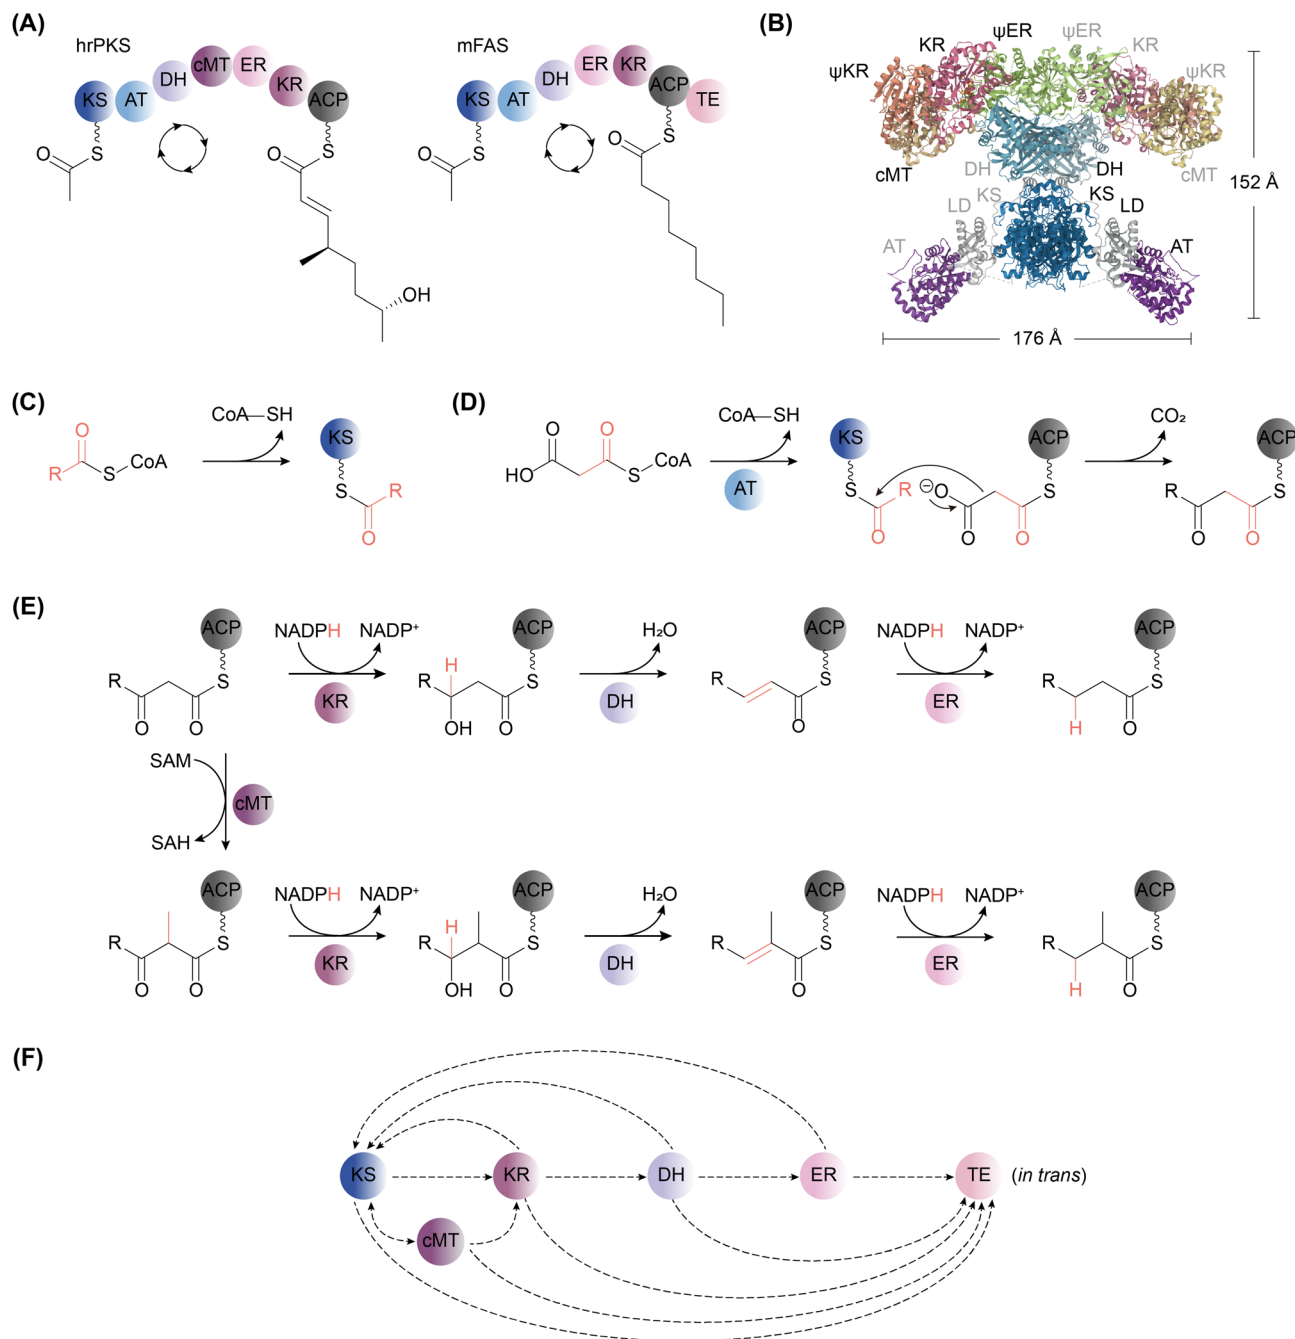 (A)
hrPKS
KS AT DH cMT ER KR ACP
S
O
S
O
OH
mFAS
KS AT DH ER KR ACP TE
S
O
S
O
(B)
ψKR KR ψER ψER KR ψKR
cMT DH DH cMT
KS
LD LD
AT AT
152 Å
176 Å
(C)
O
R S CoA
CoA—SH
KS
S R
O
(D)
O O
HO S CoA
CoA—SH
AT
KS
S R
O
ACP
⊖O S
O O
CO₂
ACP
S
O O
(E)
ACP
R S
O O
NADPH NADP⁺
KR
ACP
H
R S
OH O
H₂O
DH
ACP
R S
O
NADPH NADP⁺
ER
ACP
R S
H O
SAM
cMT
SAH
ACP
R S
O O
NADPH NADP⁺
KR
ACP
H
R S
OH O
H₂O
DH
ACP
R S
O
NADPH NADP⁺
ER
ACP
R S
H O
(F)
KS KR DH ER TE (in trans)
cMT